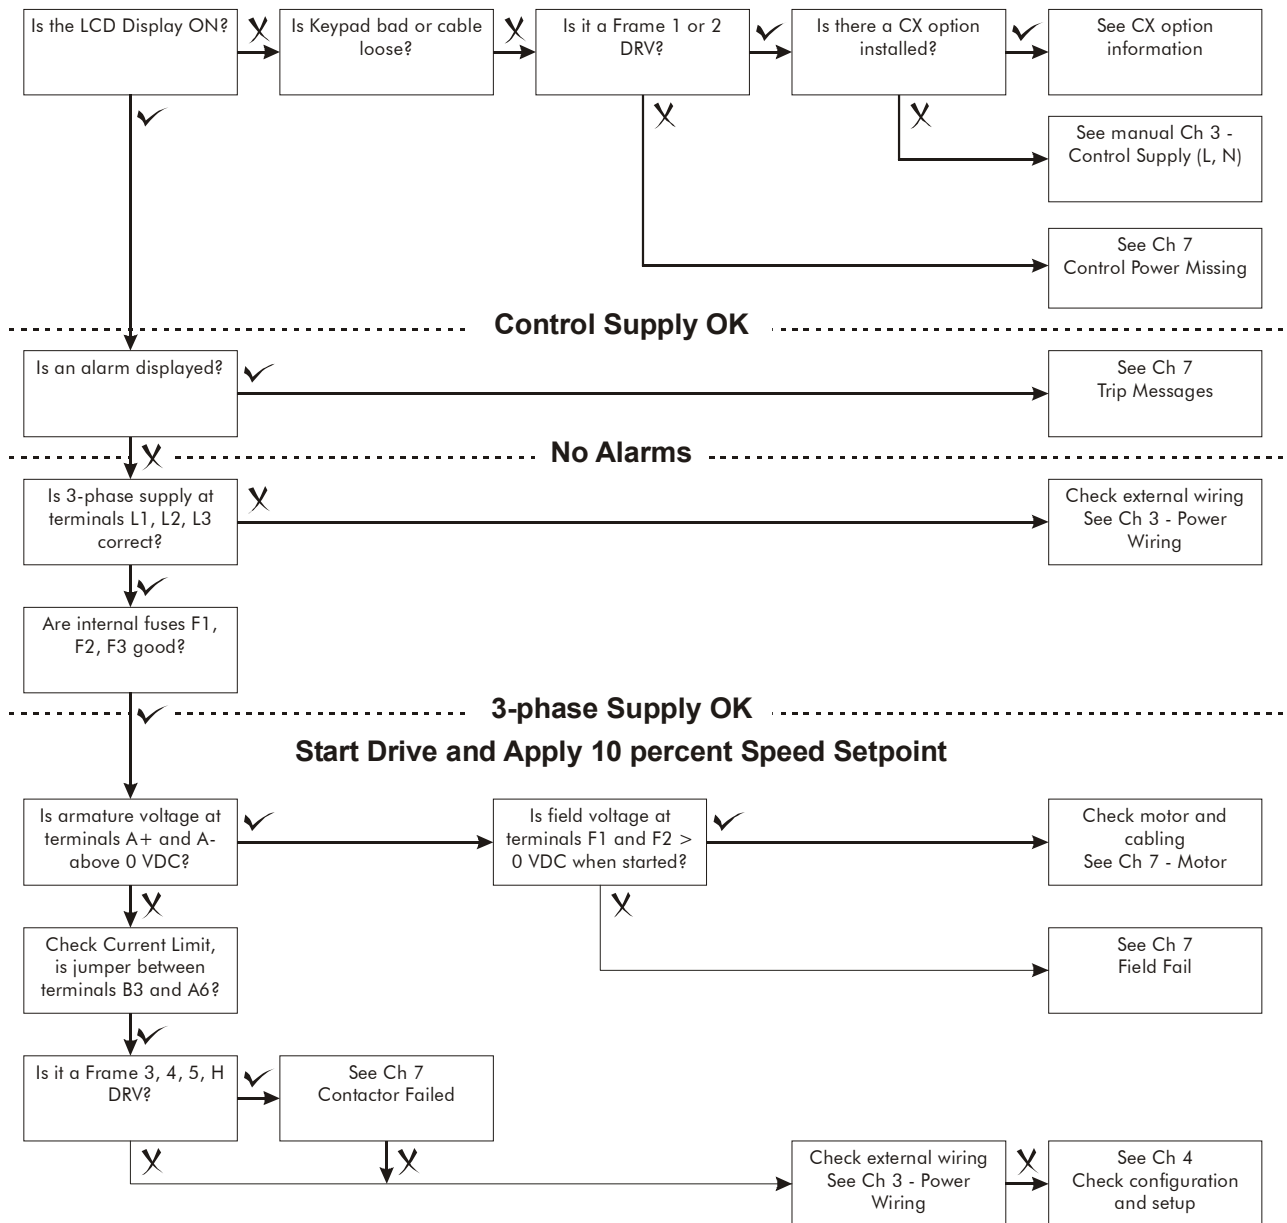 Is the LCD Display ON?
Is Keypad bad or cable
loose?
Is it a Frame 1 or 2
DRV?
Is there a CX option
installed?
See CX option
information
See manual Ch 3 -
Control Supply (L, N)
See Ch 7
Control Power Missing
Control Supply OK
Is an alarm displayed?
See Ch 7
Trip Messages
No Alarms
Is 3-phase supply at
terminals L1, L2, L3
correct?
Check external wiring
See Ch 3 - Power
Wiring
Are internal fuses F1,
F2, F3 good?
3-phase Supply OK
Start Drive and Apply 10 percent Speed Setpoint
Is armature voltage at
terminals A+ and A-
above 0 VDC?
Is field voltage at
terminals F1 and F2 >
0 VDC when started?
Check motor and
cabling
See Ch 7 - Motor
Check Current Limit,
is jumper between
terminals B3 and A6?
See Ch 7
Field Fail
Is it a Frame 3, 4, 5, H
DRV?
See Ch 7
Contactor Failed
Check external wiring
See Ch 3 - Power
Wiring
See Ch 4
Check configuration
and setup